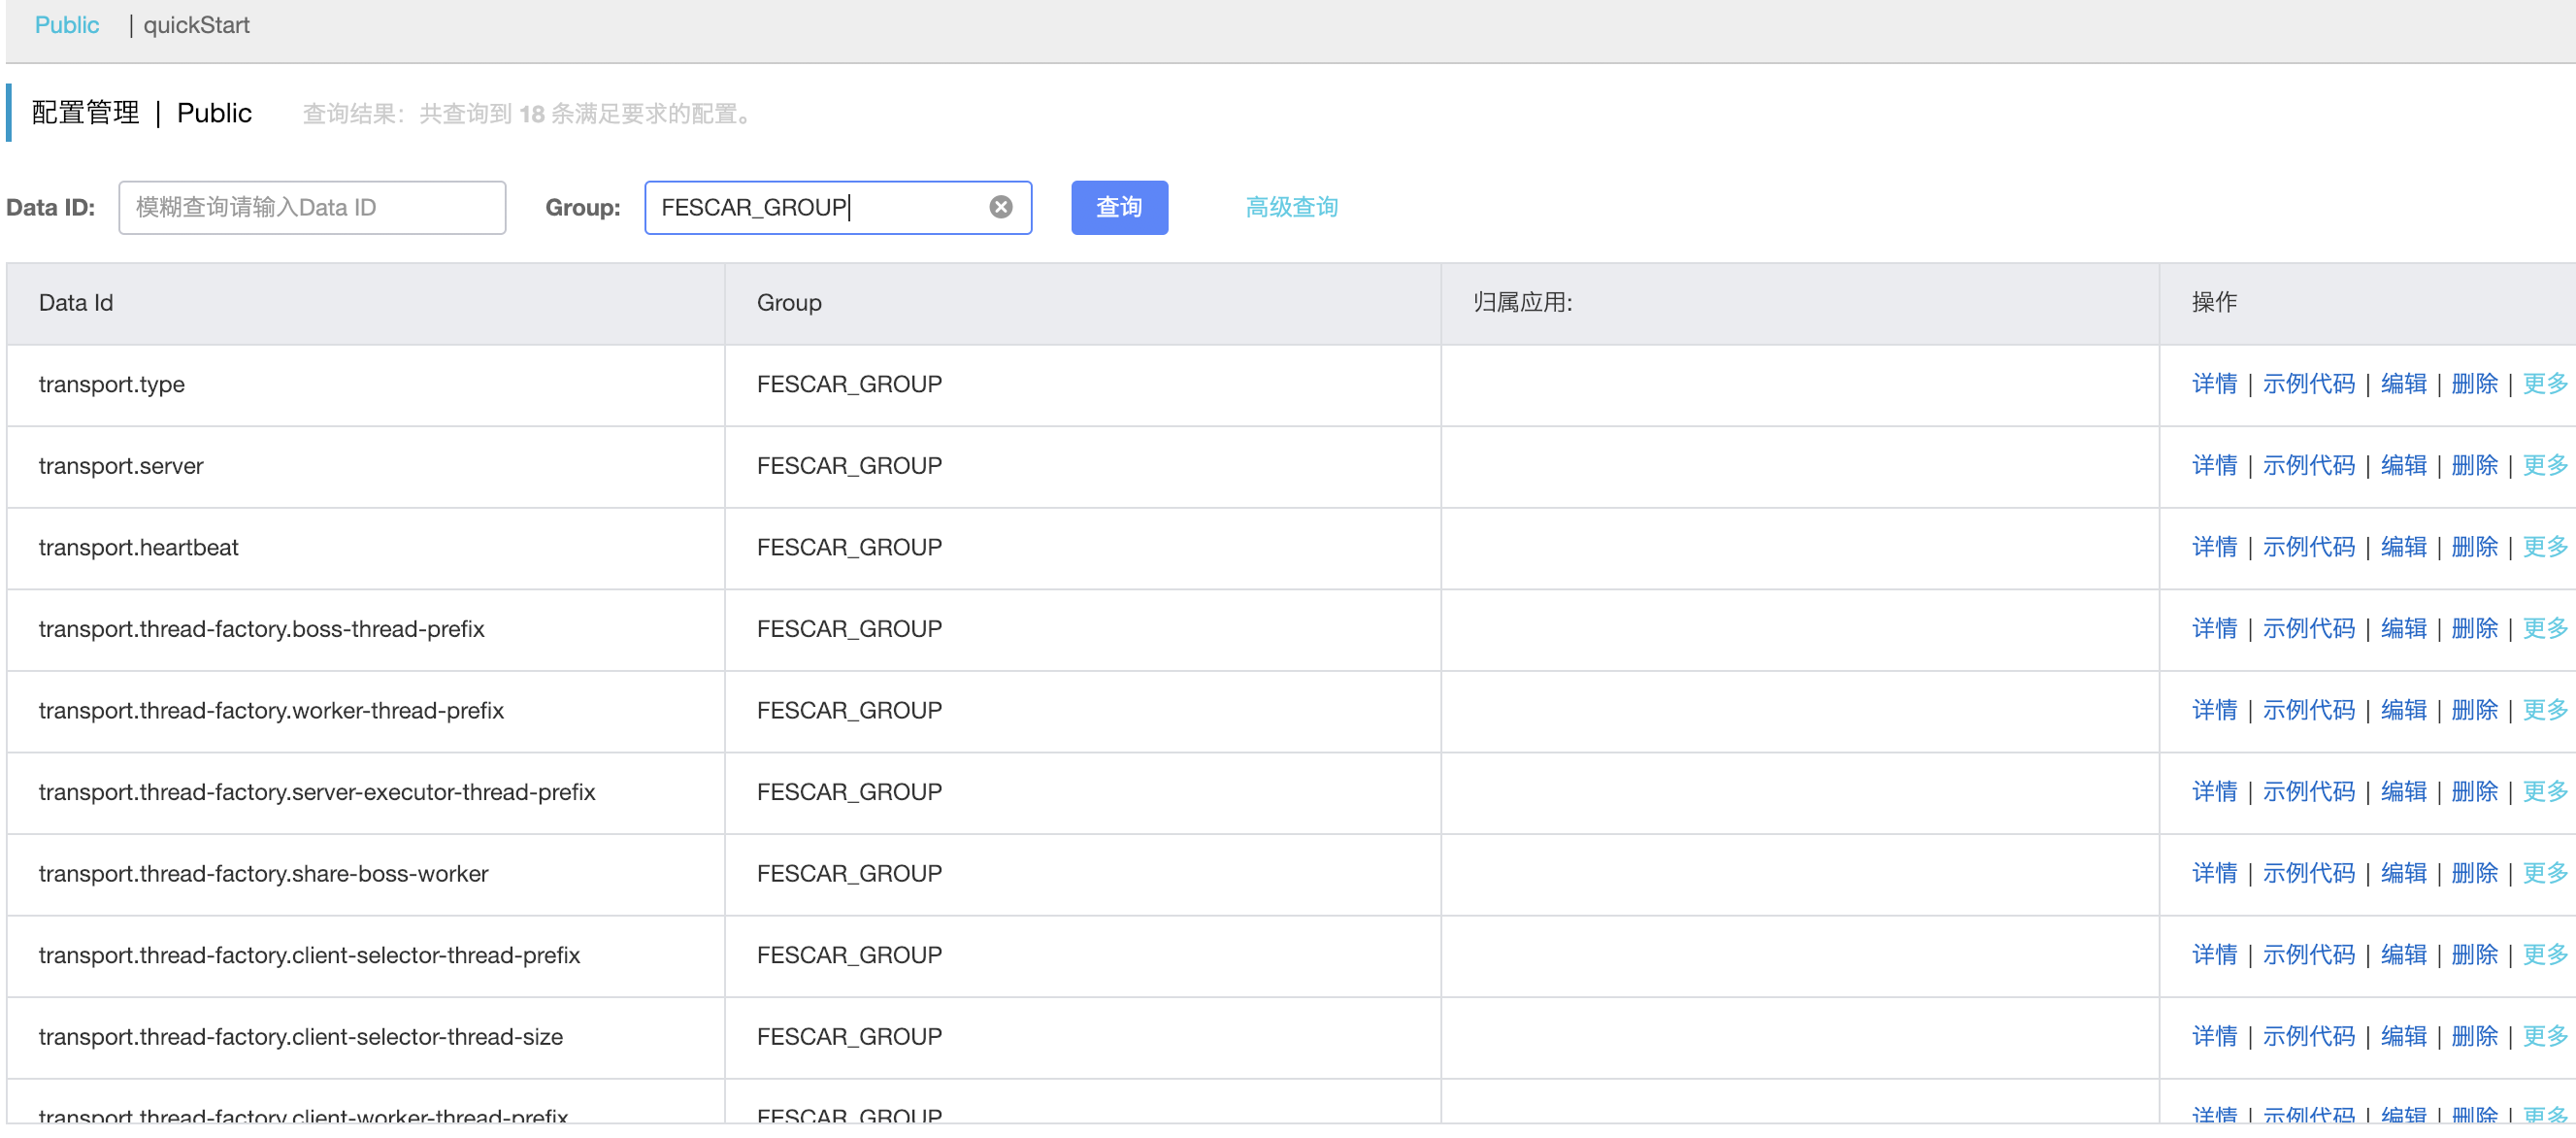 Public | quickStart
配置管理 | Public 查询结果：共查询到 18 条满足要求的配置。
Data ID: 模糊查询请输入Data ID Group: FESCAR_GROUP 查询 高级查询
Data Id Group 归属应用: 操作
transport.type FESCAR_GROUP 详情 | 示例代码 | 编辑 | 删除 | 更多
transport.server FESCAR_GROUP 详情 | 示例代码 | 编辑 | 删除 | 更多
transport.heartbeat FESCAR_GROUP 详情 | 示例代码 | 编辑 | 删除 | 更多
transport.thread-factory.boss-thread-prefix FESCAR_GROUP 详情 | 示例代码 | 编辑 | 删除 | 更多
transport.thread-factory.worker-thread-prefix FESCAR_GROUP 详情 | 示例代码 | 编辑 | 删除 | 更多
transport.thread-factory.server-executor-thread-prefix FESCAR_GROUP 详情 | 示例代码 | 编辑 | 删除 | 更多
transport.thread-factory.share-boss-worker FESCAR_GROUP 详情 | 示例代码 | 编辑 | 删除 | 更多
transport.thread-factory.client-selector-thread-prefix FESCAR_GROUP 详情 | 示例代码 | 编辑 | 删除 | 更多
transport.thread-factory.client-selector-thread-size FESCAR_GROUP 详情 | 示例代码 | 编辑 | 删除 | 更多
transport.thread-factory.client-worker-thread-prefix FESCAR_GROUP 详情 | 示例代码 | 编辑 | 删除 | 更多